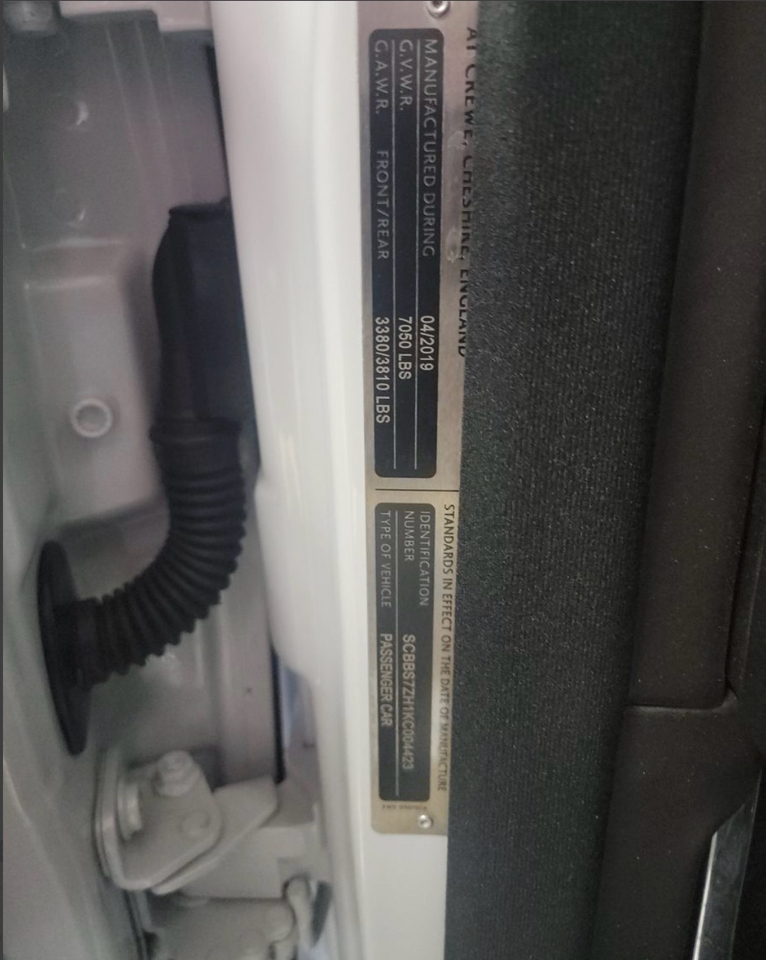 AT CREWE, CHESHIRE, ENGLAND
MANUFACTURED DURING 04/2019
G.V.W.R. 7050 LBS
G.A.W.R. FRONT/REAR 3380/3810 LBS
STANDARDS IN EFFECT ON THE DATE OF MANUFACTURE
IDENTIFICATION
NUMBER SCBBS7ZH1KC004423
TYPE OF VEHICLE PASSENGER CAR